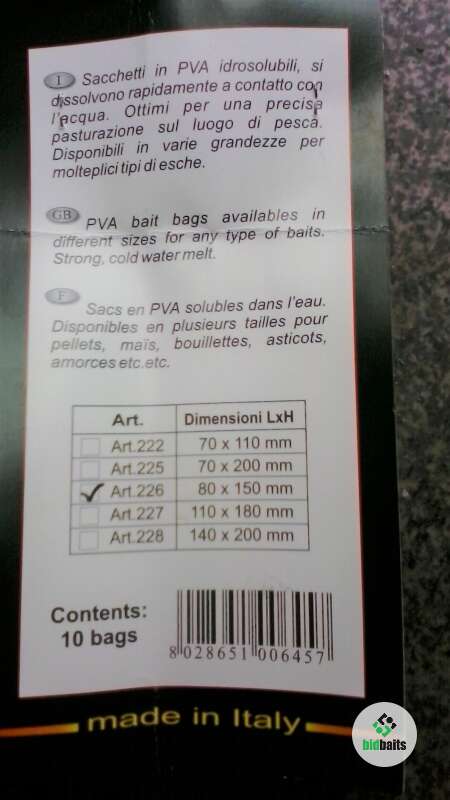 I Sacchetti in PVA idrosolubili, si
dissolvono rapidamente a contatto con
l'acqua. Ottimi per una precisa
pasturazione sul luogo di pesca.
Disponibili in varie grandezze per
molteplici tipi di esche.
GB PVA bait bags availables in
different sizes for any type of baits.
Strong, cold water melt.
F Sacs en PVA solubles dans l'eau.
Disponibles en plusieurs tailles pour
pellets, maïs, bouillettes, asticots,
amorces etc.etc.
Art. Dimensioni LxH
Art.222 70 x 110 mm
Art.225 70 x 200 mm
Art.226 80 x 150 mm
Art.227 110 x 180 mm
Art.228 140 x 200 mm
Contents:
10 bags
8 028651 006457
made in Italy
bidbaits